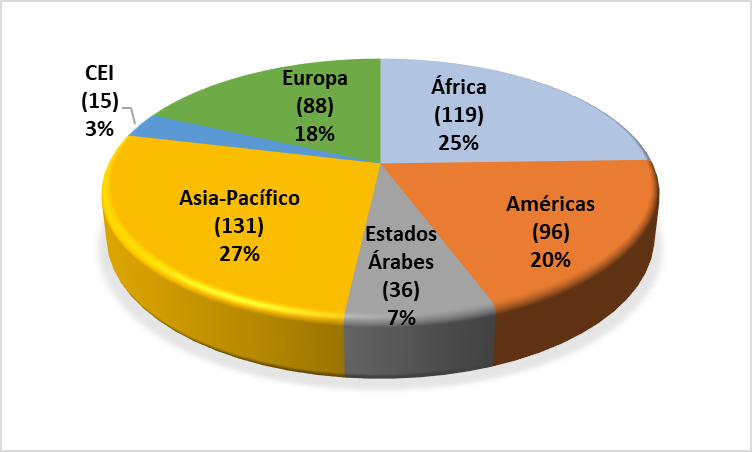 CEI
(15)
3%
Europa
(88)
18%
África
(119)
25%
Asia-Pacífico
(131)
27%
Estados
Árabes
(36)
7%
Américas
(96)
20%